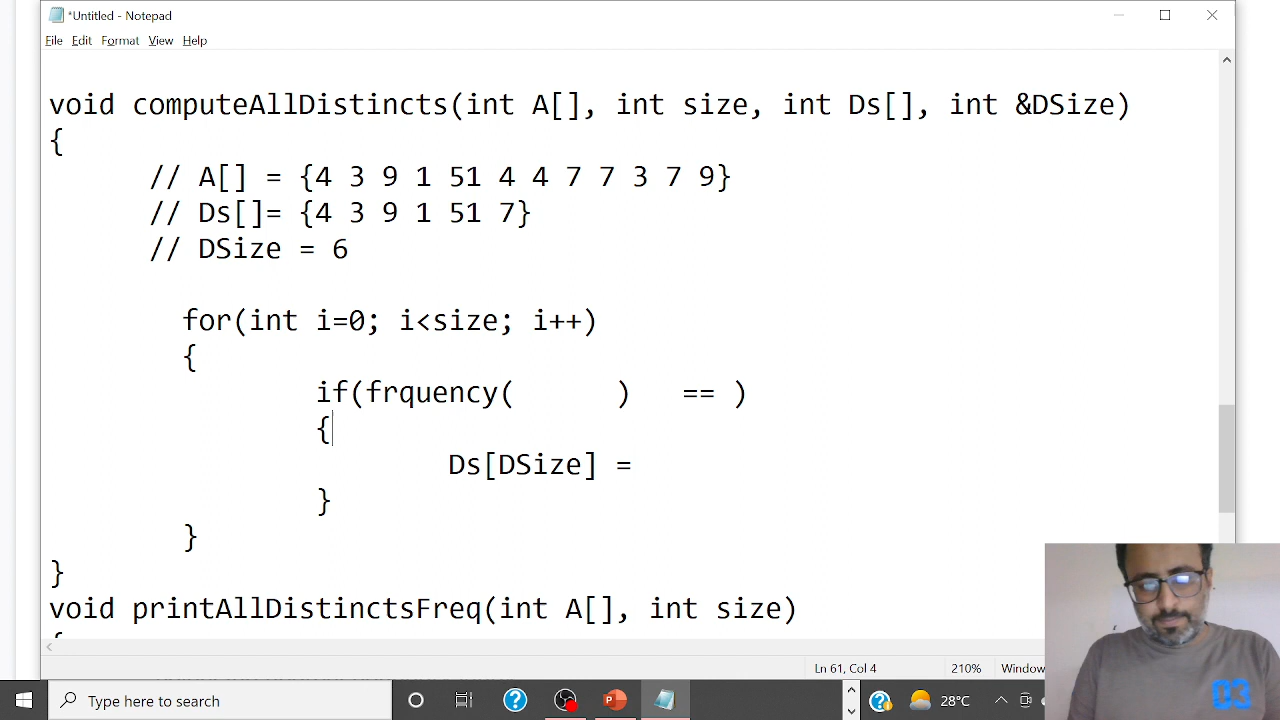 *Untitled - Notepad
File Edit Format View Help
void computeAllDistincts(int A[], int size, int Ds[], int &DSize)
{
// A[] = {4 3 9 1 51 4 4 7 7 3 7 9}
// Ds[]= {4 3 9 1 51 7}
// DSize = 6
for(int i=0; i<size; i++)
{
if(frquency( ) == )
{
Ds[DSize] =
}
}
}
void printAllDistinctsFreq(int A[], int size)
Ln 61, Col 4 210% Window
Type here to search 28°C
03